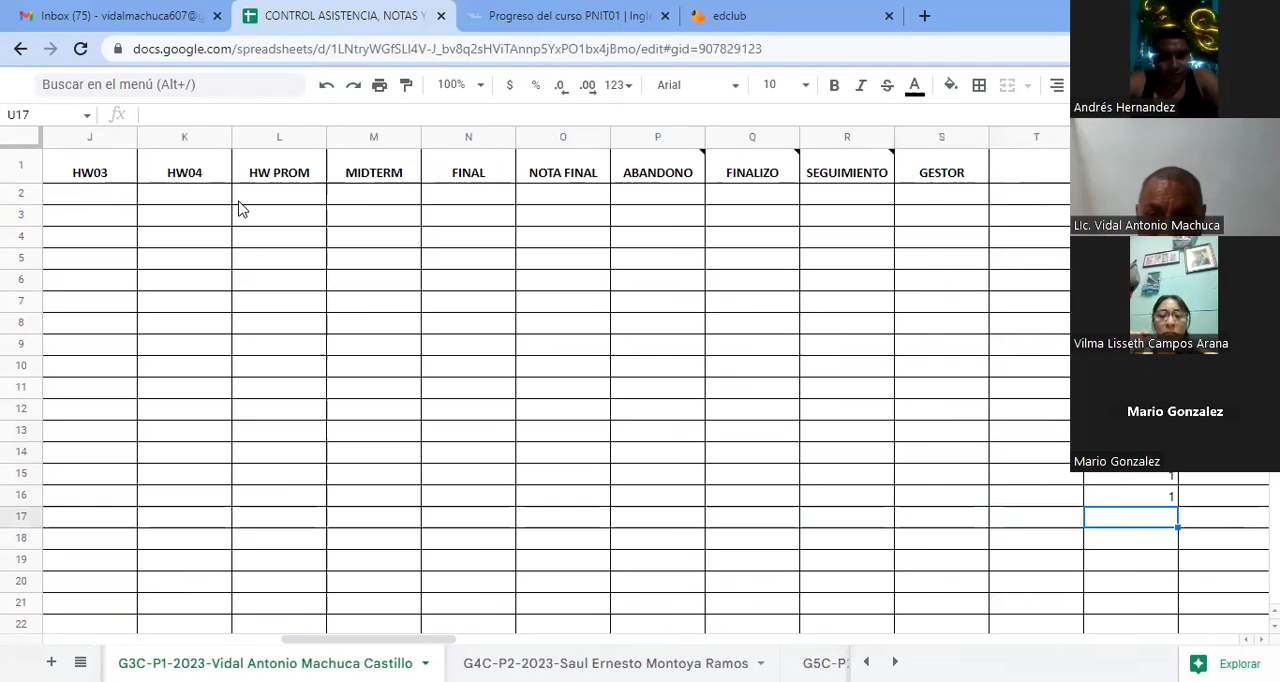 Inbox (75) - vidalmachuca607@g
CONTROL ASISTENCIA, NOTAS Y
Progreso del curso PNIT01 | Ingl
edclub
docs.google.com/spreadsheets/d/1LNtryWGfSLI4V-J_bv8q2sHViTAnnp5YxPO1bx4jBmo/edit#gid=907829123
Buscar en el menú (Alt+/)
100%
$ % .0 .00 123
Arial
10
B I S A
U17
fx
J K L M N O P Q R S T
1 HW03 HW04 HW PROM MIDTERM FINAL NOTA FINAL ABANDONO FINALIZO SEGUIMIENTO GESTOR
2
3
4
5
6
7
8
9
10
11
12
13
14
15 1
16 1
17
18
19
20
21
22
G3C-P1-2023-Vidal Antonio Machuca Castillo
G4C-P2-2023-Saul Ernesto Montoya Ramos
Explorar
Andrés Hernandez
Lic. Vidal Antonio Machuca
Vilma Lisseth Campos Arana
Mario Gonzalez
Mario Gonzalez